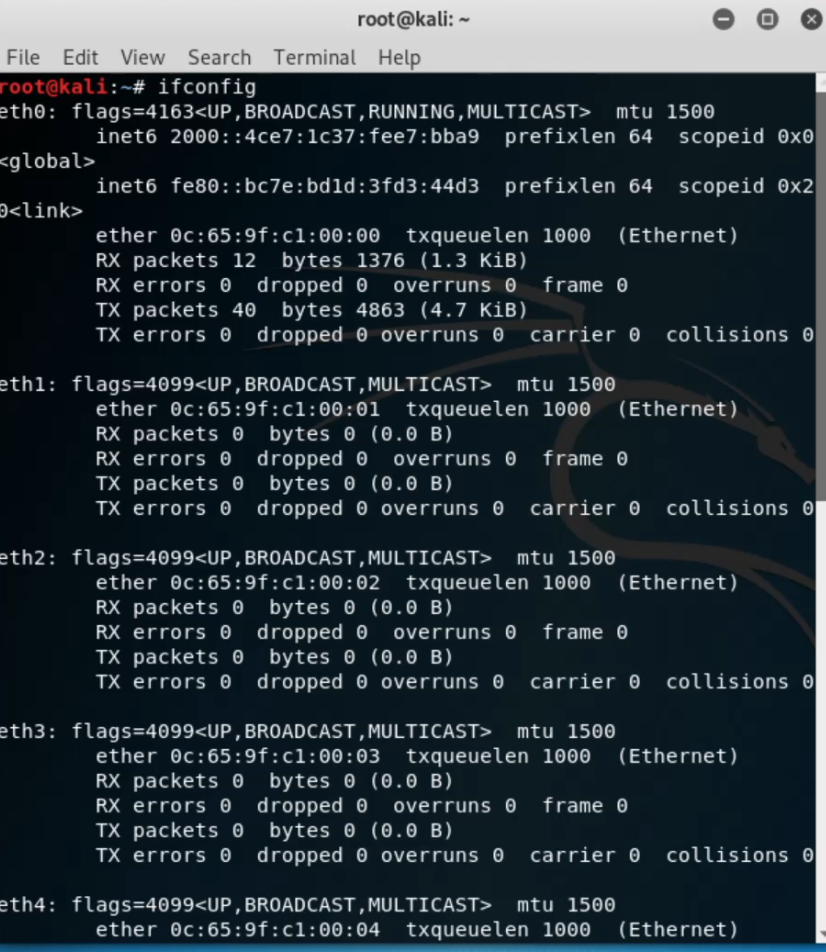 root@kali: ~
File Edit View Search Terminal Help
root@kali:~# ifconfig
eth0: flags=4163<UP,BROADCAST,RUNNING,MULTICAST>  mtu 1500
        inet6 2000::4ce7:1c37:fee7:bba9  prefixlen 64  scopeid 0x0
<global>
        inet6 fe80::bc7e:bd1d:3fd3:44d3  prefixlen 64  scopeid 0x2
0<link>
        ether 0c:65:9f:c1:00:00  txqueuelen 1000  (Ethernet)
        RX packets 12  bytes 1376 (1.3 KiB)
        RX errors 0  dropped 0  overruns 0  frame 0
        TX packets 40  bytes 4863 (4.7 KiB)
        TX errors 0  dropped 0 overruns 0  carrier 0  collisions 0
eth1: flags=4099<UP,BROADCAST,MULTICAST>  mtu 1500
        ether 0c:65:9f:c1:00:01  txqueuelen 1000  (Ethernet)
        RX packets 0  bytes 0 (0.0 B)
        RX errors 0  dropped 0  overruns 0  frame 0
        TX packets 0  bytes 0 (0.0 B)
        TX errors 0  dropped 0 overruns 0  carrier 0  collisions 0
eth2: flags=4099<UP,BROADCAST,MULTICAST>  mtu 1500
        ether 0c:65:9f:c1:00:02  txqueuelen 1000  (Ethernet)
        RX packets 0  bytes 0 (0.0 B)
        RX errors 0  dropped 0  overruns 0  frame 0
        TX packets 0  bytes 0 (0.0 B)
        TX errors 0  dropped 0 overruns 0  carrier 0  collisions 0
eth3: flags=4099<UP,BROADCAST,MULTICAST>  mtu 1500
        ether 0c:65:9f:c1:00:03  txqueuelen 1000  (Ethernet)
        RX packets 0  bytes 0 (0.0 B)
        RX errors 0  dropped 0  overruns 0  frame 0
        TX packets 0  bytes 0 (0.0 B)
        TX errors 0  dropped 0 overruns 0  carrier 0  collisions 0
eth4: flags=4099<UP,BROADCAST,MULTICAST>  mtu 1500
        ether 0c:65:9f:c1:00:04  txqueuelen 1000  (Ethernet)